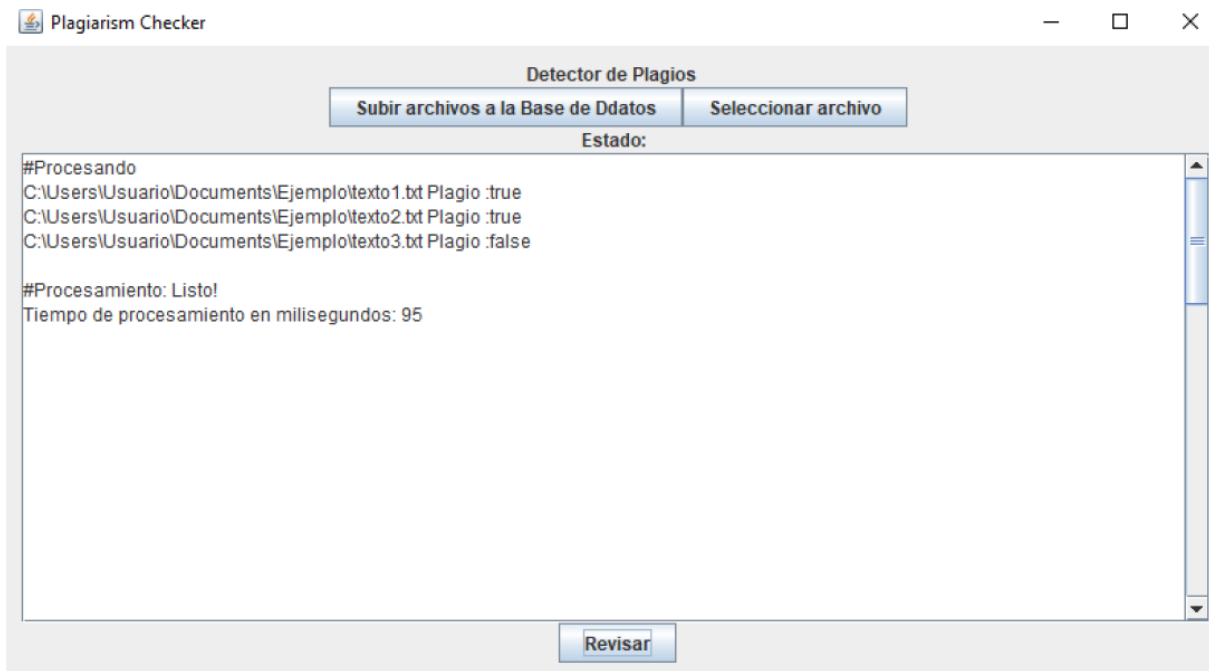 Plagiarism Checker
Detector de Plagios
Subir archivos a la Base de Ddatos Seleccionar archivo
Estado:
#Procesando
C:\Users\Usuario\Documents\Ejemplo\texto1.txt Plagio :true
C:\Users\Usuario\Documents\Ejemplo\texto2.txt Plagio :true
C:\Users\Usuario\Documents\Ejemplo\texto3.txt Plagio :false
#Procesamiento: Listo!
Tiempo de procesamiento en milisegundos: 95
Revisar